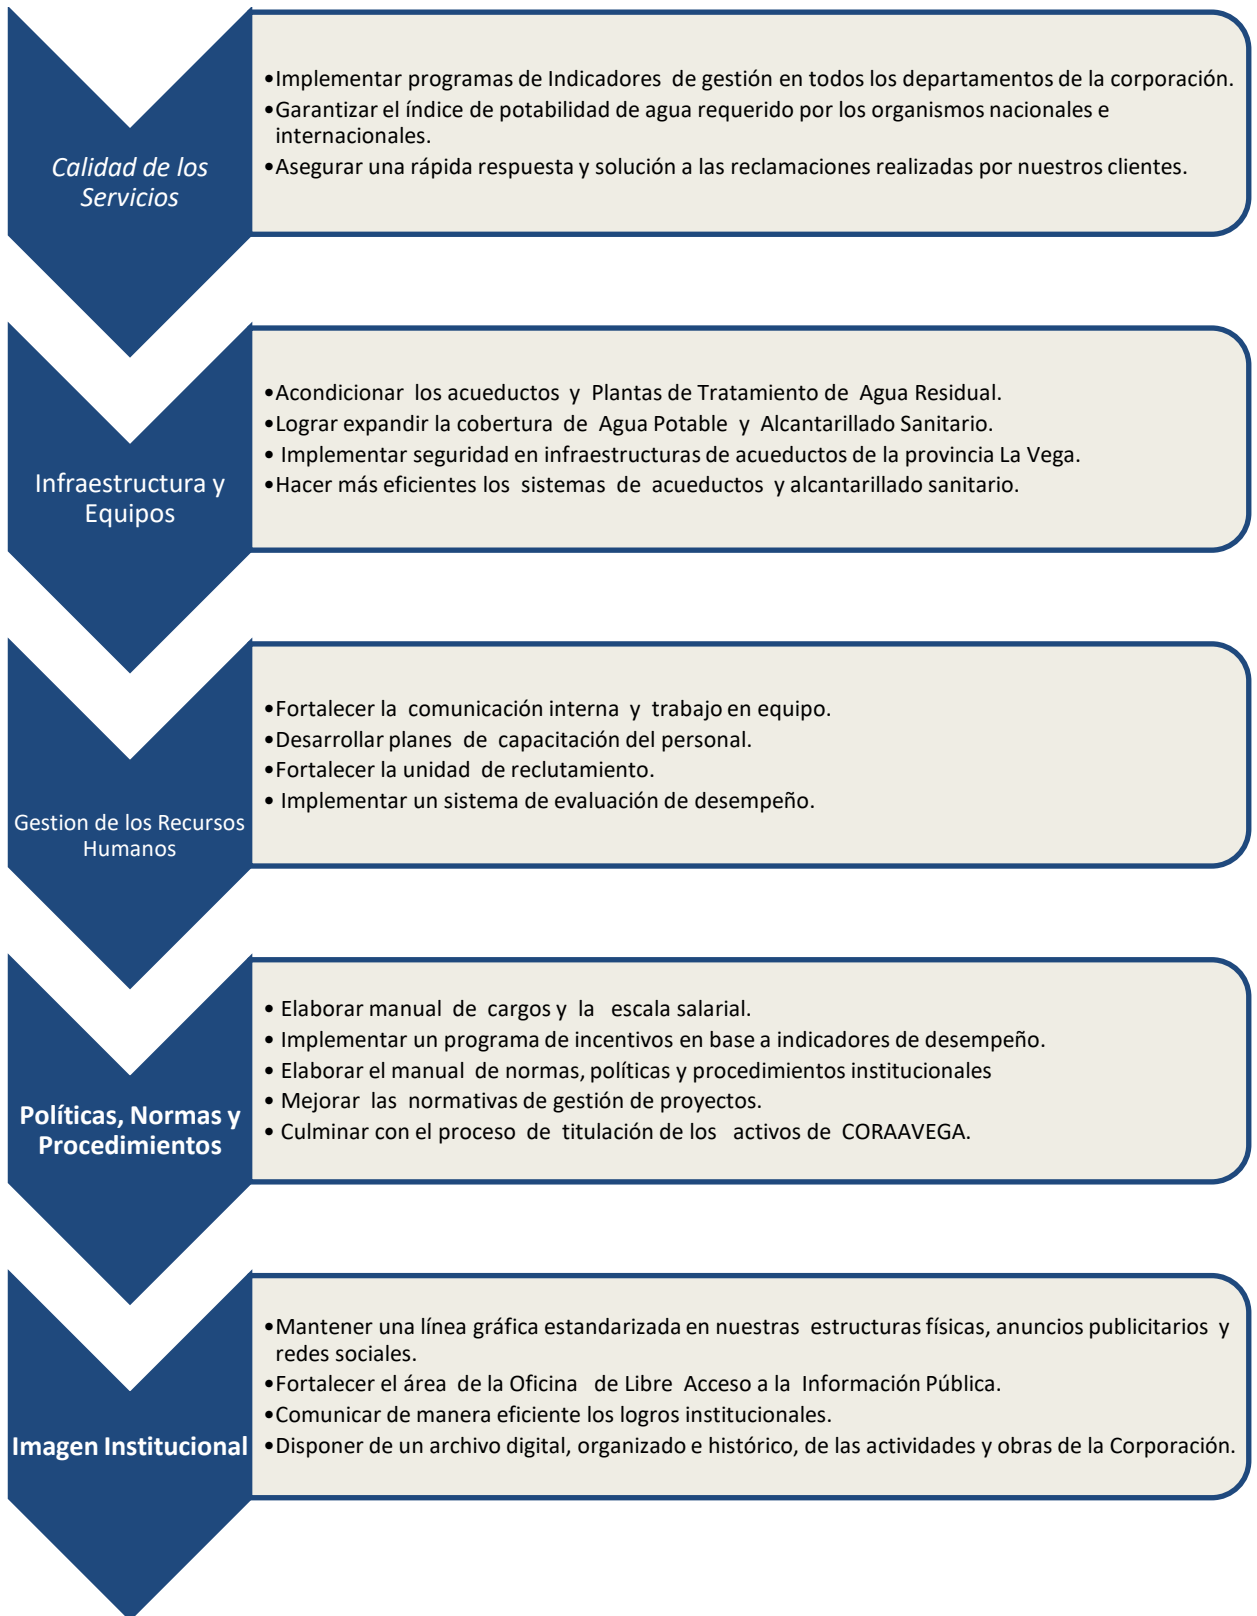 Calidad de los
Servicios
•Implementar programas de Indicadores de gestión en todos los departamentos de la corporación.
•Garantizar el índice de potabilidad de agua requerido por los organismos nacionales e
internacionales.
•Asegurar una rápida respuesta y solución a las reclamaciones realizadas por nuestros clientes.
Infraestructura y
Equipos
•Acondicionar los acueductos y Plantas de Tratamiento de Agua Residual.
•Lograr expandir la cobertura de Agua Potable y Alcantarillado Sanitario.
• Implementar seguridad en infraestructuras de acueductos de la provincia La Vega.
•Hacer más eficientes los sistemas de acueductos y alcantarillado sanitario.
Gestion de los Recursos
Humanos
•Fortalecer la comunicación interna y trabajo en equipo.
•Desarrollar planes de capacitación del personal.
•Fortalecer la unidad de reclutamiento.
• Implementar un sistema de evaluación de desempeño.
Políticas, Normas y
Procedimientos
• Elaborar manual de cargos y la escala salarial.
• Implementar un programa de incentivos en base a indicadores de desempeño.
• Elaborar el manual de normas, políticas y procedimientos institucionales
• Mejorar las normativas de gestión de proyectos.
• Culminar con el proceso de titulación de los activos de CORAAVEGA.
Imagen Institucional
•Mantener una línea gráfica estandarizada en nuestras estructuras físicas, anuncios publicitarios y
redes sociales.
•Fortalecer el área de la Oficina de Libre Acceso a la Información Pública.
•Comunicar de manera eficiente los logros institucionales.
•Disponer de un archivo digital, organizado e histórico, de las actividades y obras de la Corporación.